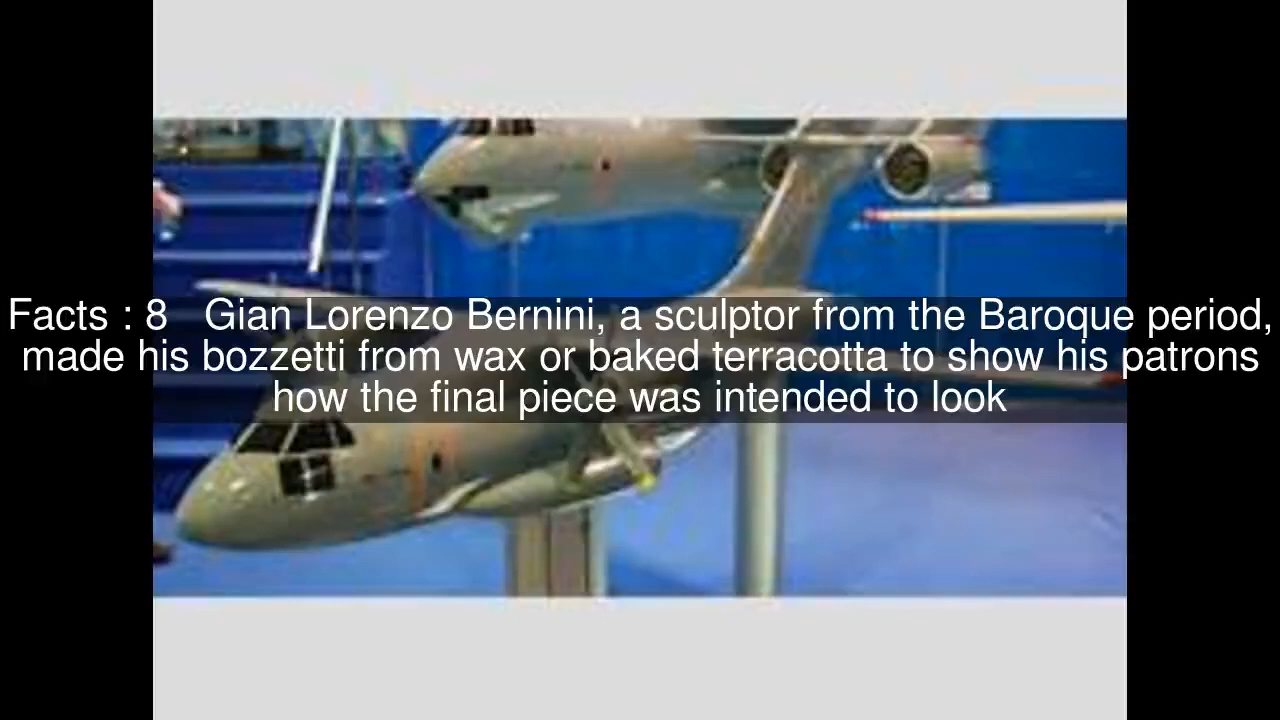 Facts : 8 Gian Lorenzo Bernini, a sculptor from the Baroque period,
made his bozzetti from wax or baked terracotta to show his patrons
how the final piece was intended to look